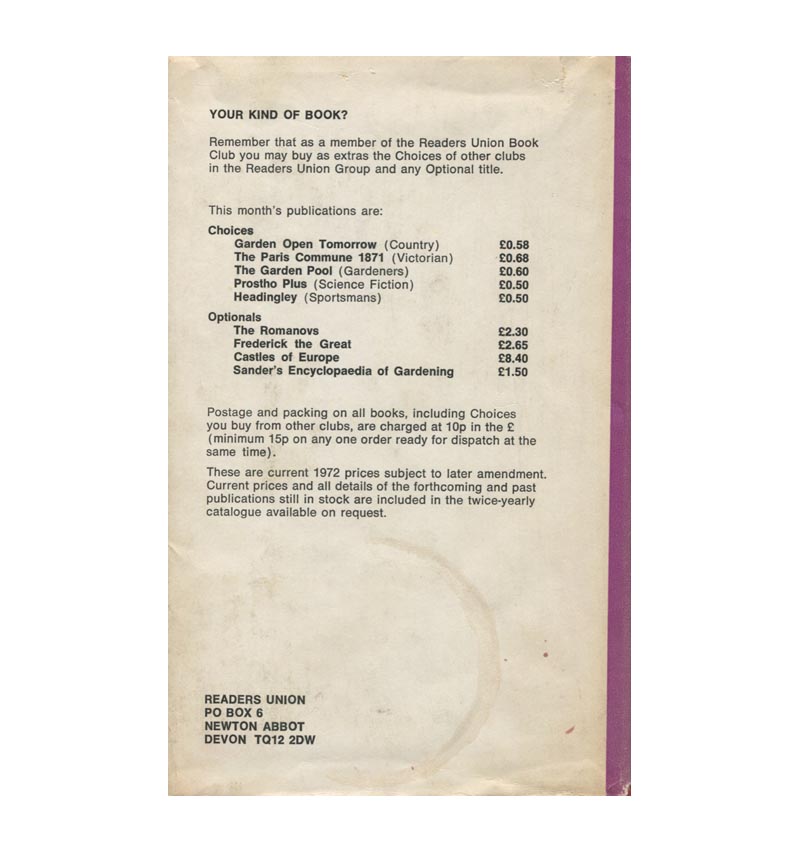 YOUR KIND OF BOOK?
Remember that as a member of the Readers Union Book
Club you may buy as extras the Choices of other clubs
in the Readers Union Group and any Optional title.
This month's publications are:
Choices
Garden Open Tomorrow (Country) £0.58
The Paris Commune 1871 (Victorian) £0.68
The Garden Pool (Gardeners) £0.60
Prostho Plus (Science Fiction) £0.50
Headingley (Sportsmans) £0.50
Optionals
The Romanovs £2.30
Frederick the Great £2.65
Castles of Europe £8.40
Sander's Encyclopaedia of Gardening £1.50
Postage and packing on all books, including Choices
you buy from other clubs, are charged at 10p in the £
(minimum 15p on any one order ready for dispatch at the
same time).
These are current 1972 prices subject to later amendment.
Current prices and all details of the forthcoming and past
publications still in stock are included in the twice-yearly
catalogue available on request.
READERS UNION
PO BOX 6
NEWTON ABBOT
DEVON TQ12 2DW